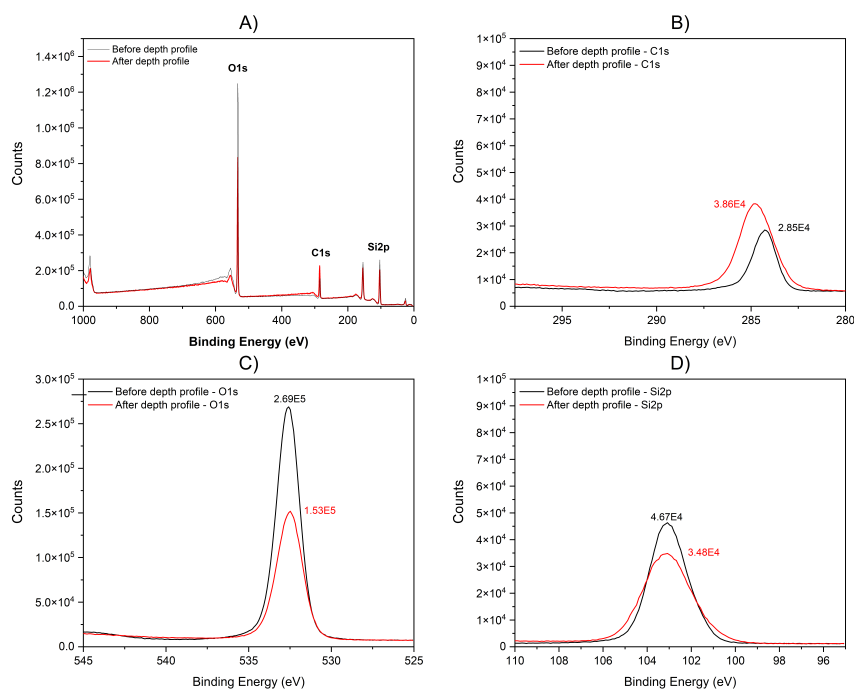 A)
Before depth profile
After depth profile
O1s
C1s
Si2p
1.4×10⁶
1.2×10⁶
1.0×10⁶
8.0×10⁵
6.0×10⁵
4.0×10⁵
2.0×10⁵
0.0
1000
800
600
400
200
0
Counts
Binding Energy (eV)
B)
Before depth profile - C1s
After depth profile - C1s
3.86E4
2.85E4
1×10⁵
9×10⁴
8×10⁴
7×10⁴
6×10⁴
5×10⁴
4×10⁴
3×10⁴
2×10⁴
1×10⁴
0
295
290
285
280
Counts
Binding Energy (eV)
C)
Before depth profile - O1s
After depth profile - O1s
2.69E5
1.53E5
3.0×10⁵
2.5×10⁵
2.0×10⁵
1.5×10⁵
1.0×10⁵
5.0×10⁴
0.0
545
540
535
530
525
Counts
Binding Energy (eV)
D)
Before depth profile - Si2p
After depth profile - Si2p
4.67E4
3.48E4
1×10⁵
9×10⁴
8×10⁴
7×10⁴
6×10⁴
5×10⁴
4×10⁴
3×10⁴
2×10⁴
1×10⁴
0
110
108
106
104
102
100
98
96
Counts
Binding Energy (eV)